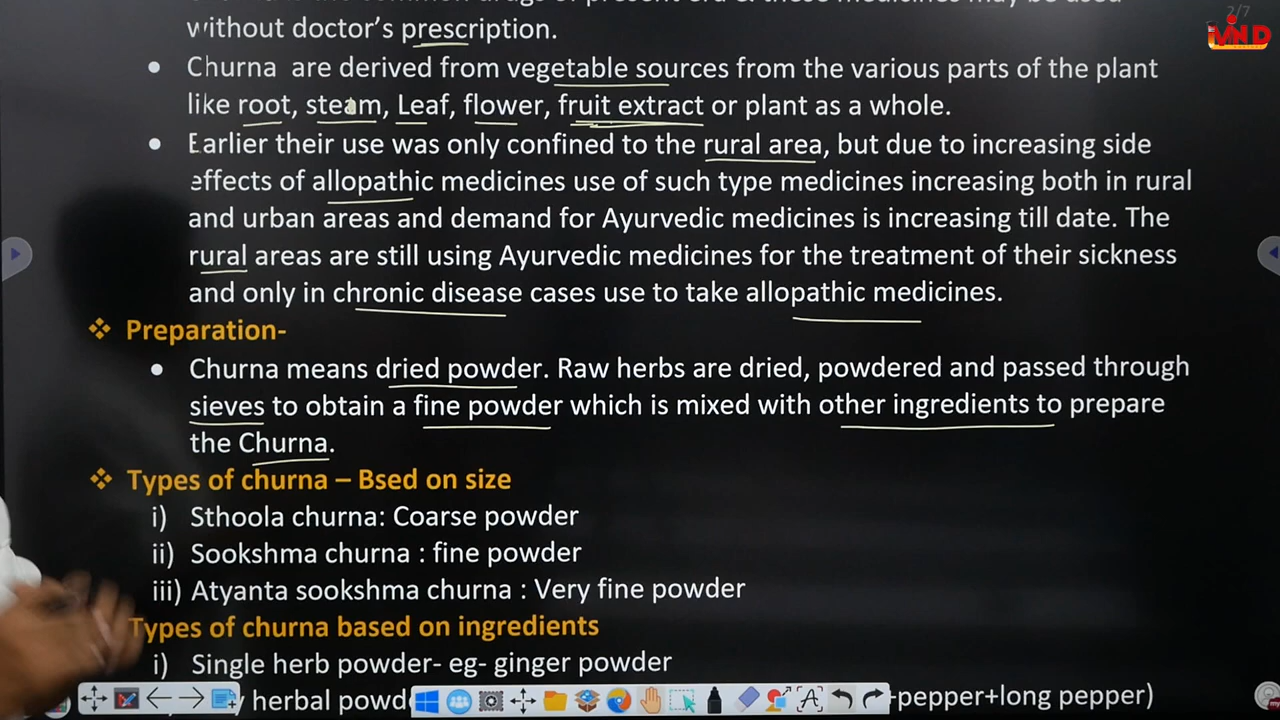 without doctor's prescription.
• Churna are derived from vegetable sources from the various parts of the plant
like root, steam, Leaf, flower, fruit extract or plant as a whole.
• Earlier their use was only confined to the rural area, but due to increasing side
effects of allopathic medicines use of such type medicines increasing both in rural
and urban areas and demand for Ayurvedic medicines is increasing till date. The
rural areas are still using Ayurvedic medicines for the treatment of their sickness
and only in chronic disease cases use to take allopathic medicines.
❖ Preparation-
• Churna means dried powder. Raw herbs are dried, powdered and passed through
sieves to obtain a fine powder which is mixed with other ingredients to prepare
the Churna.
❖ Types of churna – Bsed on size
i) Sthoola churna: Coarse powder
ii) Sookshma churna : fine powder
iii) Atyanta sookshma churna : Very fine powder
Types of churna based on ingredients
i) Single herb powder- eg- ginger powder
herbal powd pepper+long pepper)
2/7